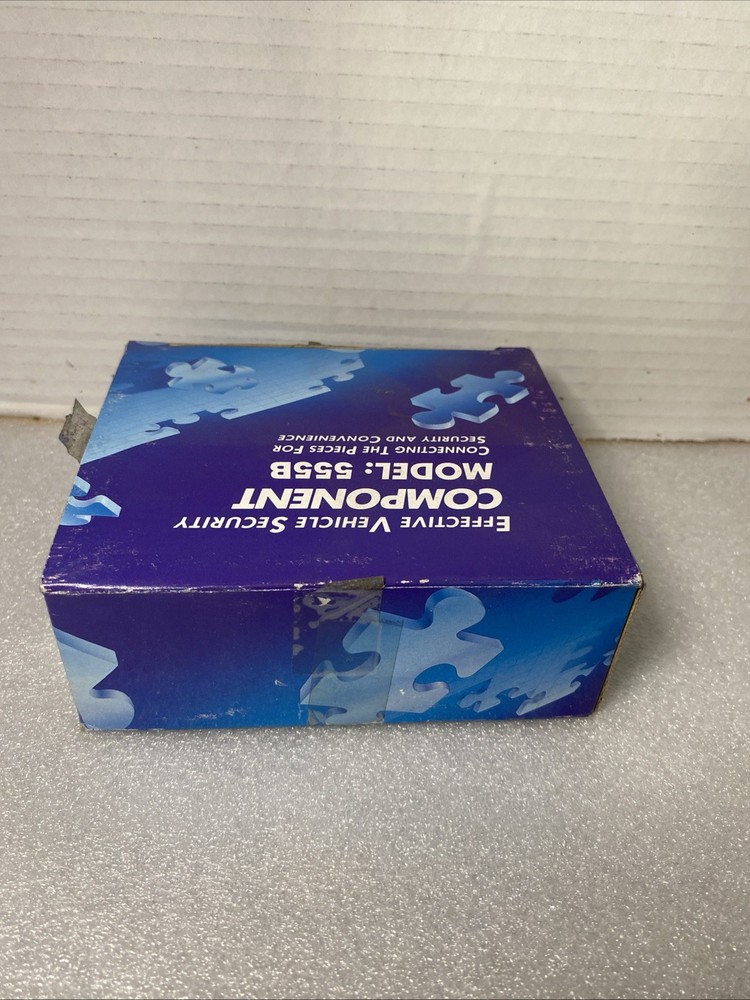 EFFECTIVE VEHICLE SECURITY
COMPONENT
MODEL: 555B
CONNECTING THE PIECES FOR
SECURITY AND CONVENIENCE